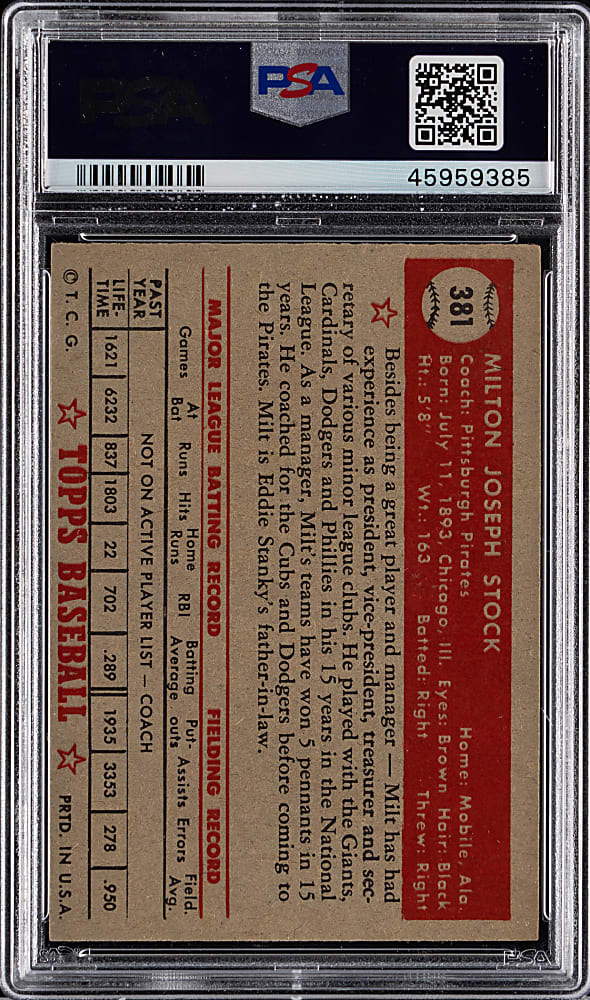 PSA
PSA
45959385
381
MILTON JOSEPH STOCK
Coach: Pittsburgh Pirates Home: Mobile, Ala.
Born: July 11, 1893, Chicago, Ill. Eyes: Brown Hair: Black
Ht.: 5'8" Wt.: 163 Batted: Right Threw: Right
Besides being a great player and manager — Milt has had
experience as president, vice-president, treasurer and sec-
retary of various minor league clubs. He played with the Giants,
Cardinals, Dodgers and Phillies in his 15 years in the National
League. As a manager, Milt's teams have won 5 pennants in 15
years. He coached for the Cubs and Dodgers before coming to
the Pirates. Milt is Eddie Stanky's father-in-law.
MAJOR LEAGUE BATTING RECORD FIELDING RECORD
Games At Bat Runs Hits Home Runs RBI Batting Average Put-outs Assists Errors Field. Avg.
PAST YEAR NOT ON ACTIVE PLAYER LIST — COACH
LIFE-TIME 1621 6232 837 1803 22 702 .289 1935 3353 278 .950
© T. C. G. TOPPS BASEBALL PRTD. IN U.S.A.
PSA